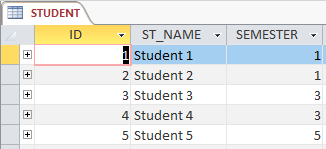 STUDENT
ID ST_NAME SEMESTER
1 Student 1 1
2 Student 2 1
3 Student 3 3
4 Student 4 3
5 Student 5 5